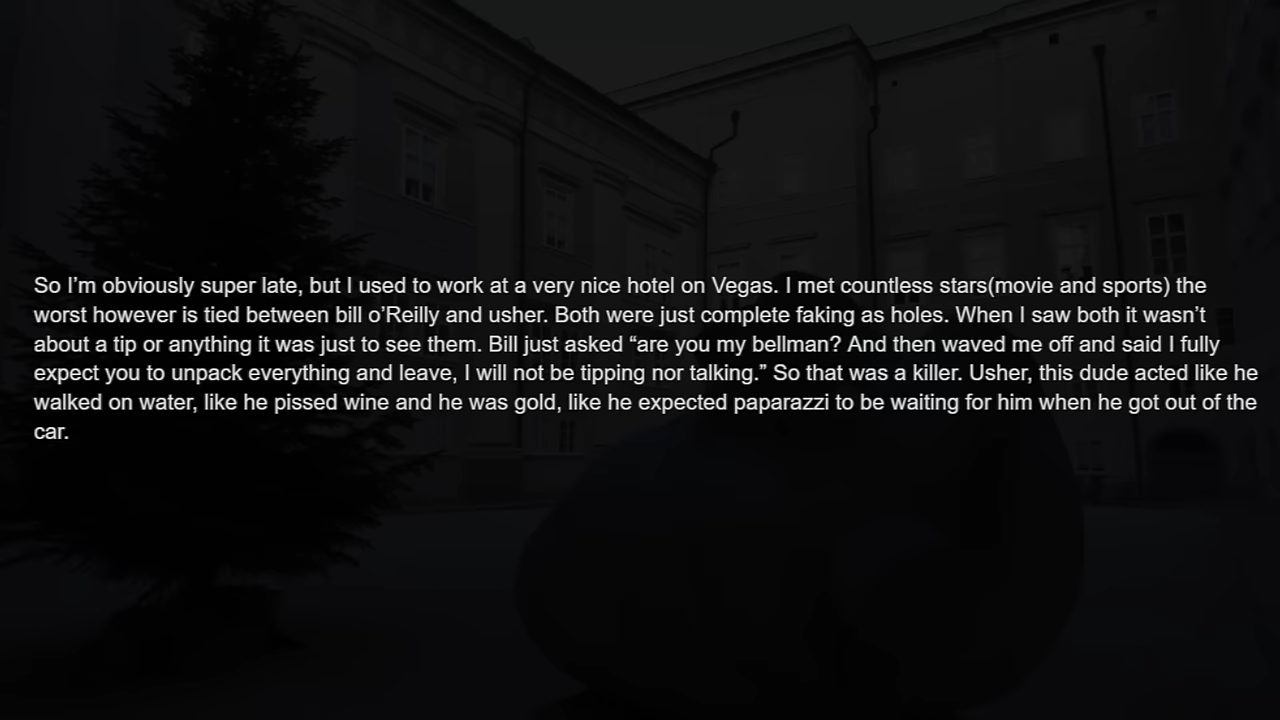 So I’m obviously super late, but I used to work at a very nice hotel on Vegas. I met countless stars(movie and sports) the
worst however is tied between bill o’Reilly and usher. Both were just complete faking as holes. When I saw both it wasn’t
about a tip or anything it was just to see them. Bill just asked “are you my bellman? And then waved me off and said I fully
expect you to unpack everything and leave, I will not be tipping nor talking.” So that was a killer. Usher, this dude acted like he
walked on water, like he pissed wine and he was gold, like he expected paparazzi to be waiting for him when he got out of the
car.